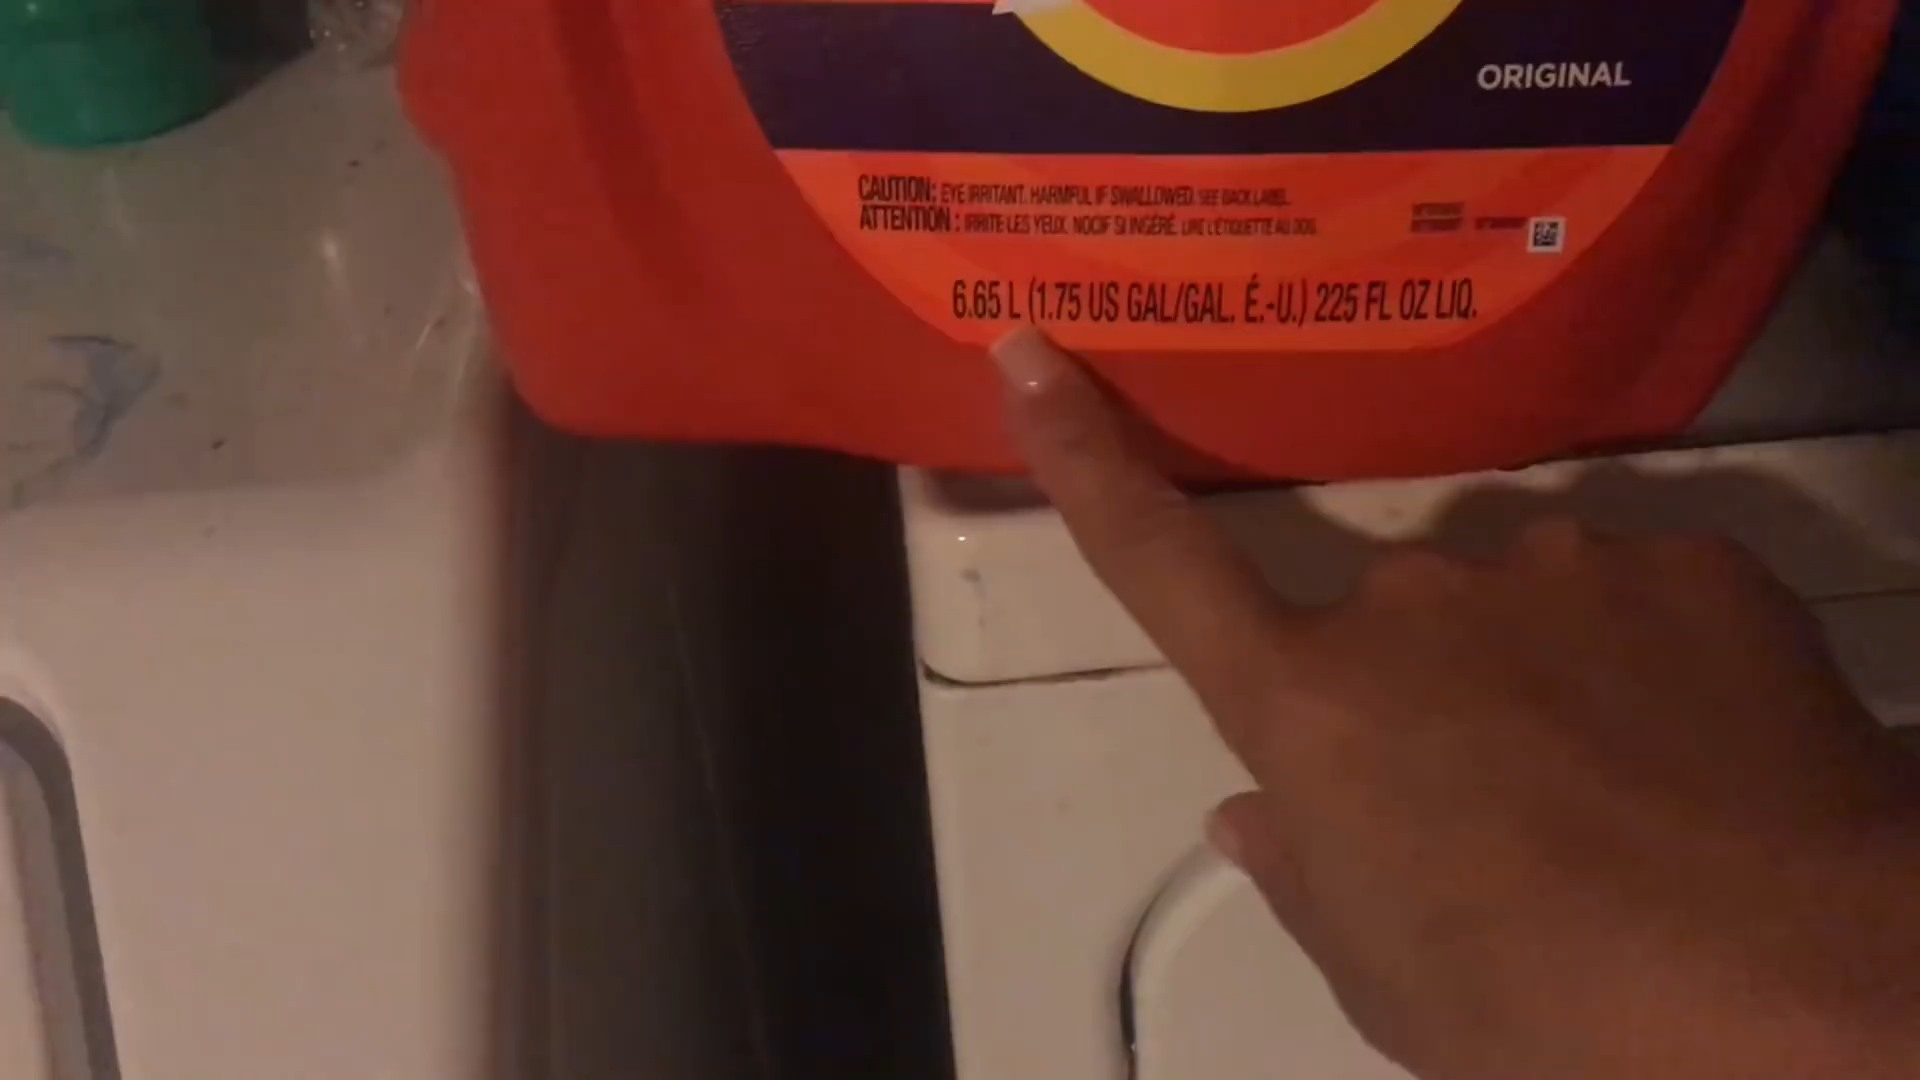 ORIGINAL
CAUTION: EYE IRRITANT. HARMFUL IF SWALLOWED. SEE BACK LABEL.
ATTENTION : IRRITE LES YEUX. NOCIF SI INGÉRÉ. LIRE L'ÉTIQUETTE AU DOS.
6.65 L (1.75 US GAL/GAL. É.-U.) 225 FL OZ LIQ.